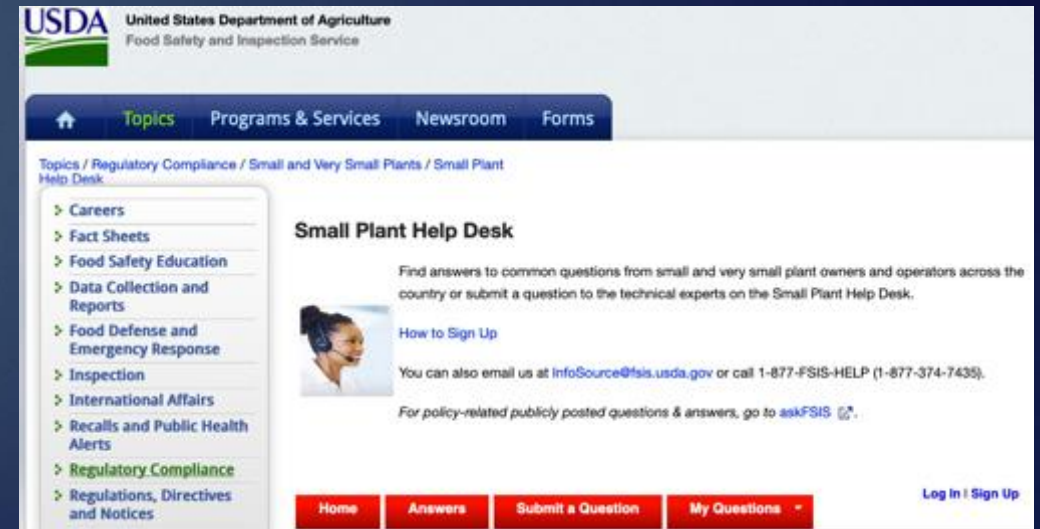 USDA
United States Department of Agriculture
Food Safety and Inspection Service
Topics Programs & Services Newsroom Forms
Topics / Regulatory Compliance / Small and Very Small Plants / Small Plant
Help Desk
Careers
Fact Sheets
Food Safety Education
Data Collection and
Reports
Food Defense and
Emergency Response
Inspection
International Affairs
Recalls and Public Health
Alerts
Regulatory Compliance
Regulations, Directives
and Notices
Small Plant Help Desk
Find answers to common questions from small and very small plant owners and operators across the
country or submit a question to the technical experts on the Small Plant Help Desk.
How to Sign Up
You can also email us at InfoSource@fsis.usda.gov or call 1-877-FSIS-HELP (1-877-374-7435).
For policy-related publicly posted questions & answers, go to askFSIS
Log In | Sign Up
Home Answers Submit a Question My Questions